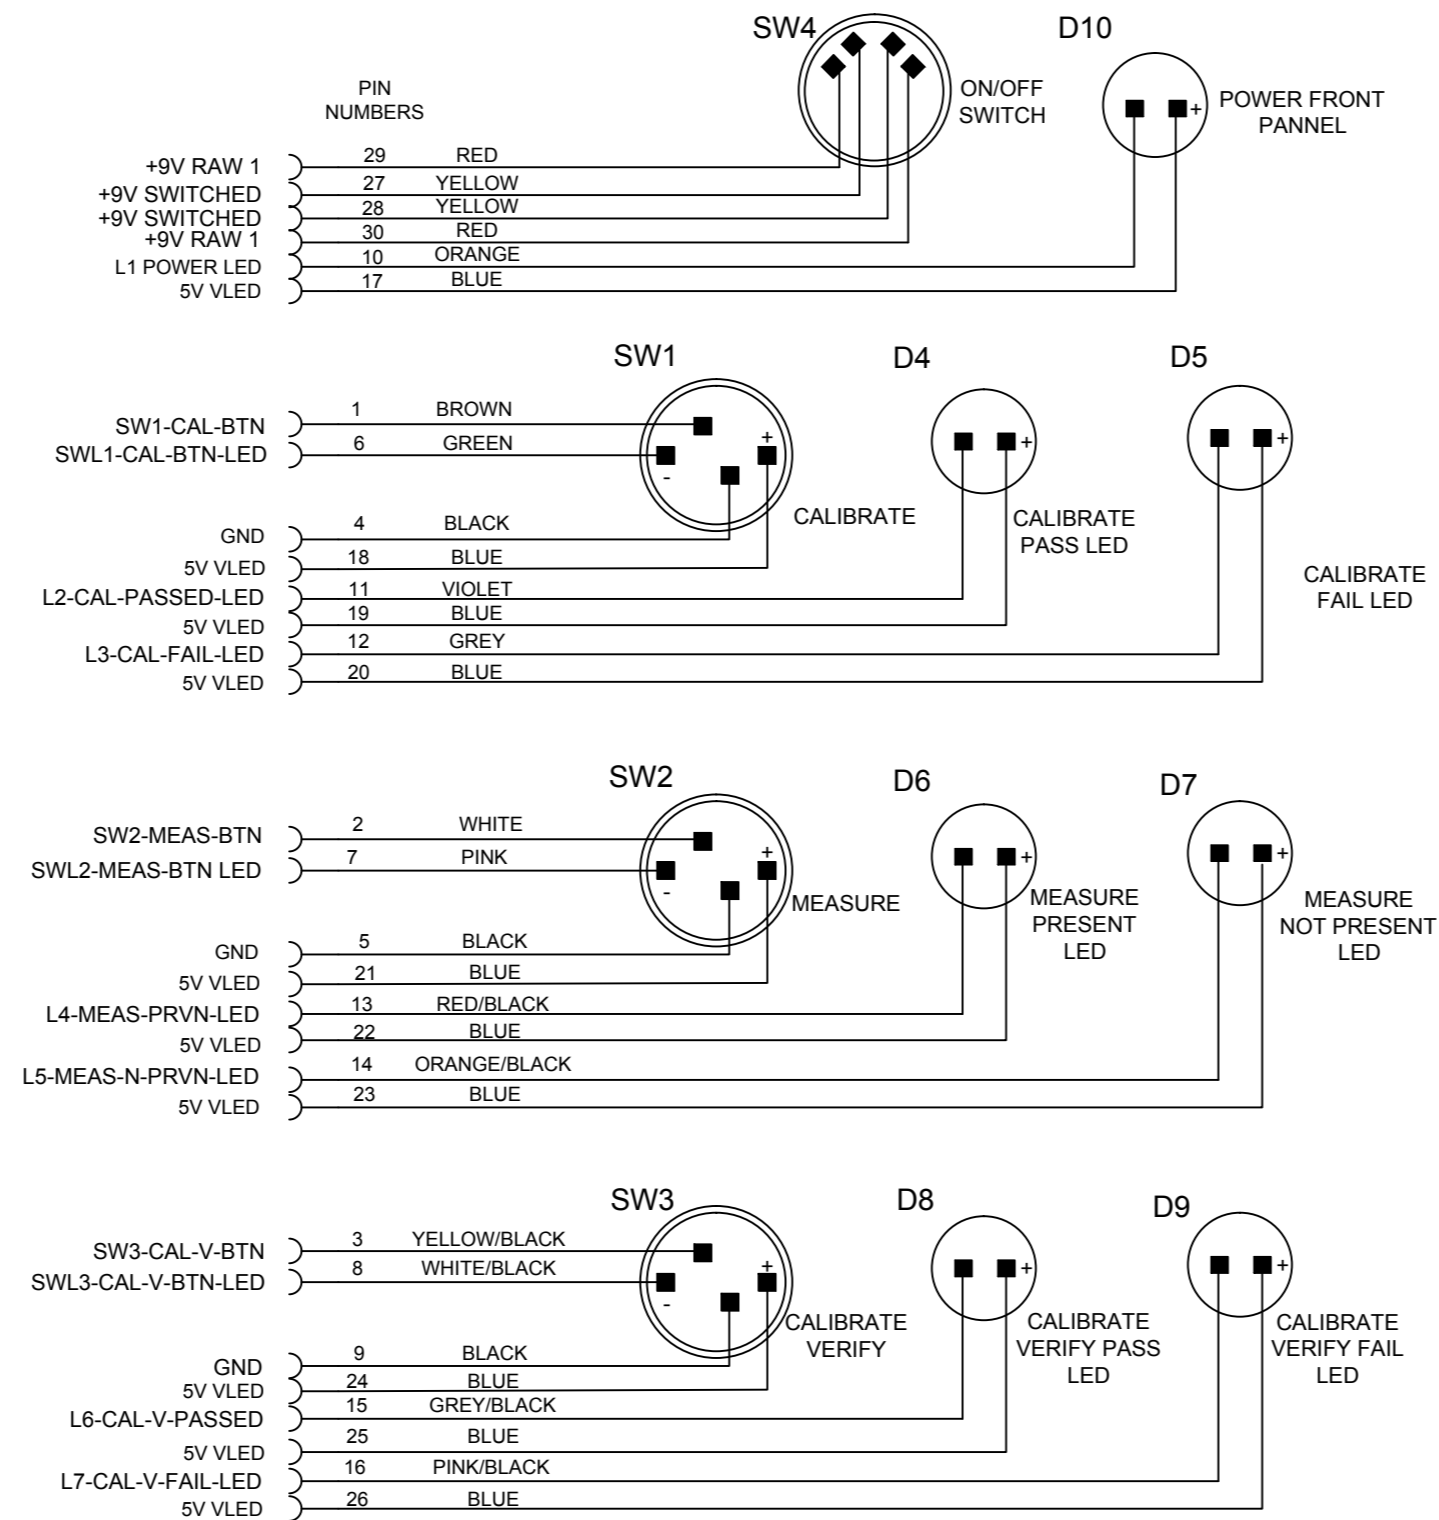 SW4
D10
PIN
NUMBERS
ON/OFF
SWITCH
POWER FRONT
PANNEL
+
+9V RAW 1 29 RED
+9V SWITCHED 27 YELLOW
+9V SWITCHED 28 YELLOW
+9V RAW 1 30 RED
L1 POWER LED 10 ORANGE
5V VLED 17 BLUE
SW1
D4
D5
SW1-CAL-BTN 1 BROWN
SWL1-CAL-BTN-LED 6 GREEN
+
-
+
+
CALIBRATE
CALIBRATE
PASS LED
CALIBRATE
FAIL LED
GND 4 BLACK
5V VLED 18 BLUE
L2-CAL-PASSED-LED 11 VIOLET
5V VLED 19 BLUE
L3-CAL-FAIL-LED 12 GREY
5V VLED 20 BLUE
SW2
D6
D7
SW2-MEAS-BTN 2 WHITE
SWL2-MEAS-BTN LED 7 PINK
+
-
+
+
MEASURE
MEASURE
PRESENT
LED
MEASURE
NOT PRESENT
LED
GND 5 BLACK
5V VLED 21 BLUE
L4-MEAS-PRVN-LED 13 RED/BLACK
5V VLED 22 BLUE
L5-MEAS-N-PRVN-LED 14 ORANGE/BLACK
5V VLED 23 BLUE
SW3
D8
D9
SW3-CAL-V-BTN 3 YELLOW/BLACK
SWL3-CAL-V-BTN-LED 8 WHITE/BLACK
+
-
+
+
CALIBRATE
VERIFY
CALIBRATE
VERIFY PASS
LED
CALIBRATE
VERIFY FAIL
LED
GND 9 BLACK
5V VLED 24 BLUE
L6-CAL-V-PASSED 15 GREY/BLACK
5V VLED 25 BLUE
L7-CAL-V-FAIL-LED 16 PINK/BLACK
5V VLED 26 BLUE